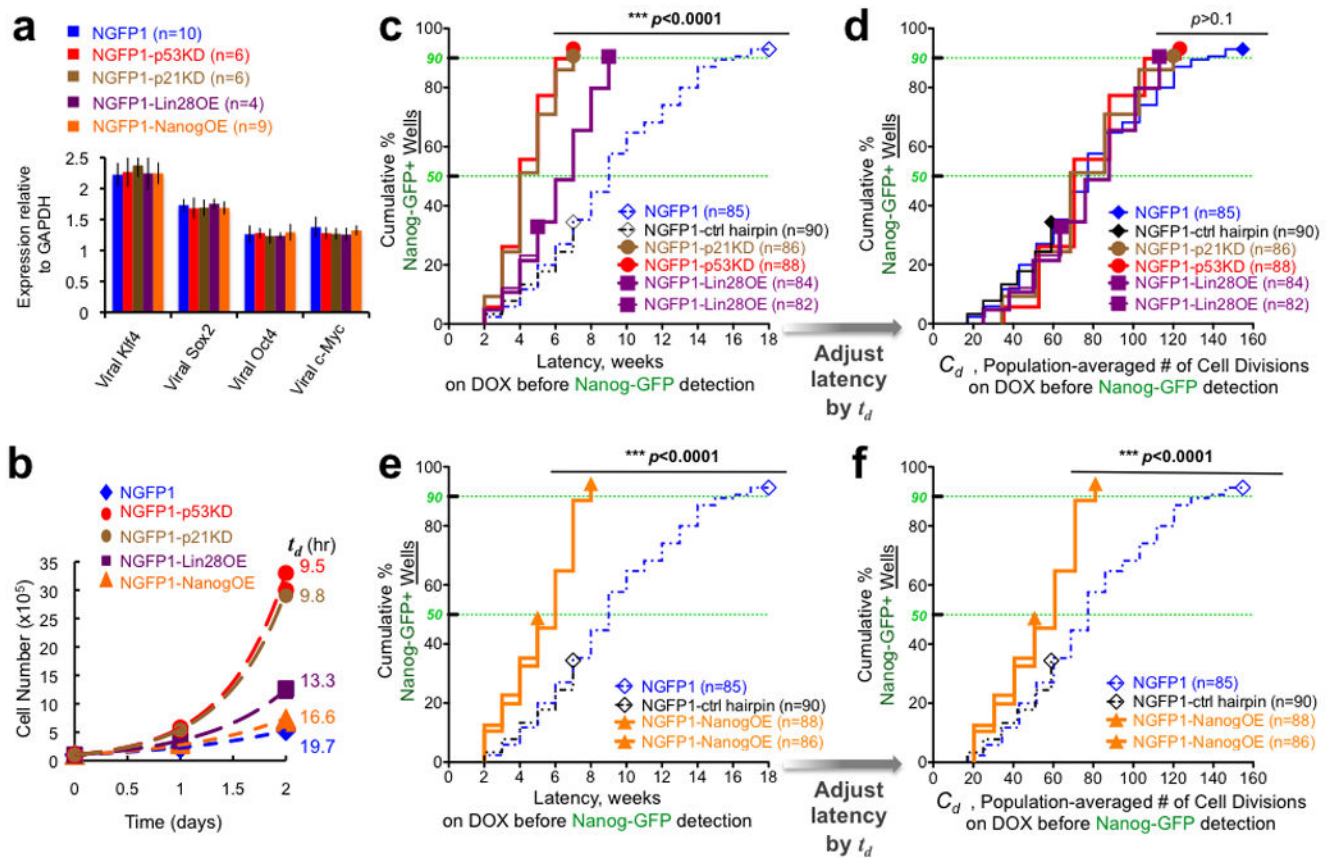 a
NGFP1 (n=10)
NGFP1-p53KD (n=6)
NGFP1-p21KD (n=6)
NGFP1-Lin28OE (n=4)
NGFP1-NanogOE (n=9)
Expression relative
to GAPDH
2.5
2
1.5
1
0.5
0
Viral Klf4
Viral Sox2
Viral Oct4
Viral c-Myc
b
NGFP1
NGFP1-p53KD
NGFP1-p21KD
NGFP1-Lin28OE
NGFP1-NanogOE
td (hr)
9.5
9.8
13.3
16.6
19.7
Cell Number (x10⁵)
35
30
25
20
15
10
5
0
0 0.5 1 1.5 2
Time (days)
c
*** p<0.0001
Cumulative %
Nanog-GFP+ Wells
100
90
80
60
50
40
20
0
NGFP1 (n=85)
NGFP1-ctrl hairpin (n=90)
NGFP1-p21KD (n=86)
NGFP1-p53KD (n=88)
NGFP1-Lin28OE (n=84)
NGFP1-Lin28OE (n=82)
0 2 4 6 8 10 12 14 16 18
Latency, weeks
on DOX before Nanog-GFP detection
Adjust
latency
by td
d
p>0.1
Cumulative %
Nanog-GFP+ Wells
100
90
80
60
50
40
20
0
NGFP1 (n=85)
NGFP1-ctrl hairpin (n=90)
NGFP1-p21KD (n=86)
NGFP1-p53KD (n=88)
NGFP1-Lin28OE (n=84)
NGFP1-Lin28OE (n=82)
0 20 40 60 80 100 120 140 160
Cd , Population-averaged # of Cell Divisions
on DOX before Nanog-GFP detection
e
*** p<0.0001
Cumulative %
Nanog-GFP+ Wells
100
90
80
60
50
40
20
0
NGFP1 (n=85)
NGFP1-ctrl hairpin (n=90)
NGFP1-NanogOE (n=88)
NGFP1-NanogOE (n=86)
0 2 4 6 8 10 12 14 16 18
Latency, weeks
on DOX before Nanog-GFP detection
Adjust
latency
by td
f
*** p<0.0001
Cumulative %
Nanog-GFP+ Wells
100
90
80
60
50
40
20
0
NGFP1 (n=85)
NGFP1-ctrl hairpin (n=90)
NGFP1-NanogOE (n=88)
NGFP1-NanogOE (n=86)
0 20 40 60 80 100 120 140 160
Cd , Population-averaged # of Cell Divisions
on DOX before Nanog-GFP detection